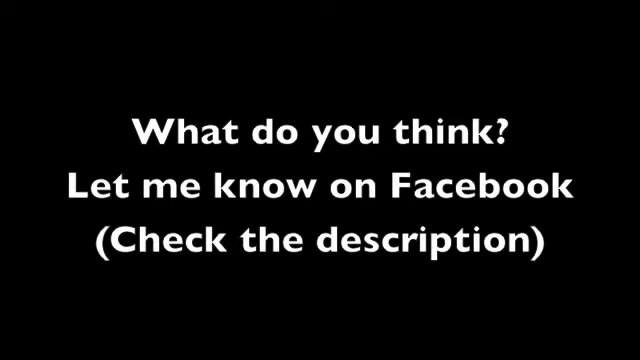 What do you think?
Let me know on Facebook
(Check the description)